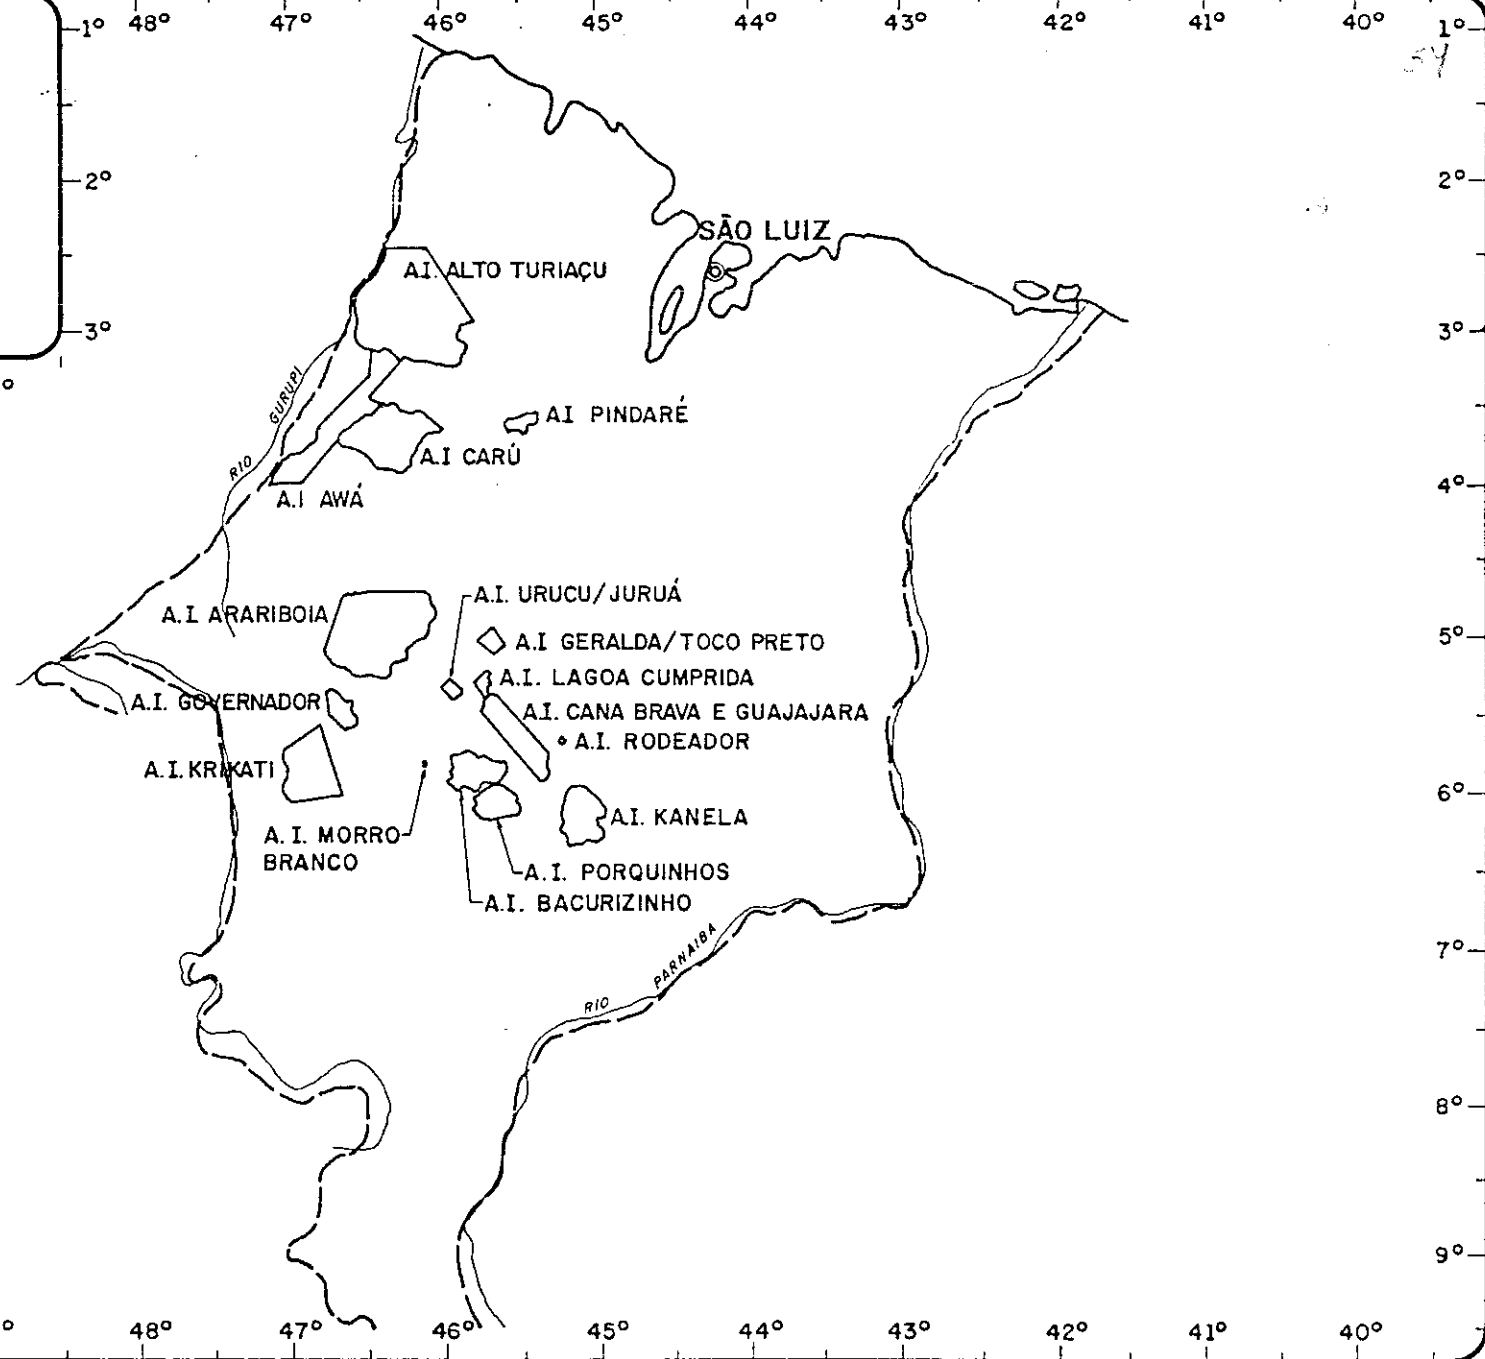 48° 47° 46° 45° 44° 43° 42° 41° 40°
1° 1°
2° 2°
SÃO LUIZ
A.I. ALTO TURIAÇU
3° 3°
RIO GURUPI
A.I PINDARÉ
A.I CARÚ
4°
A.I AWÁ
A.I. URUCU/JURUÁ
A.I ARARIBOIA
5°
A.I GERALDA/TOCO PRETO
A.I. LAGOA CUMPRIDA
A.I. GOVERNADOR
A.I. CANA BRAVA E GUAJAJARA
A.I. RODEADOR
A.I. KRIKATI
6°
A.I. KANELA
A.I. MORRO
BRANCO
A.I. PORQUINHOS
A.I. BACURIZINHO
7°
RIO PARNAIBA
8°
9°
48° 47° 46° 45° 44° 43° 42° 41° 40°